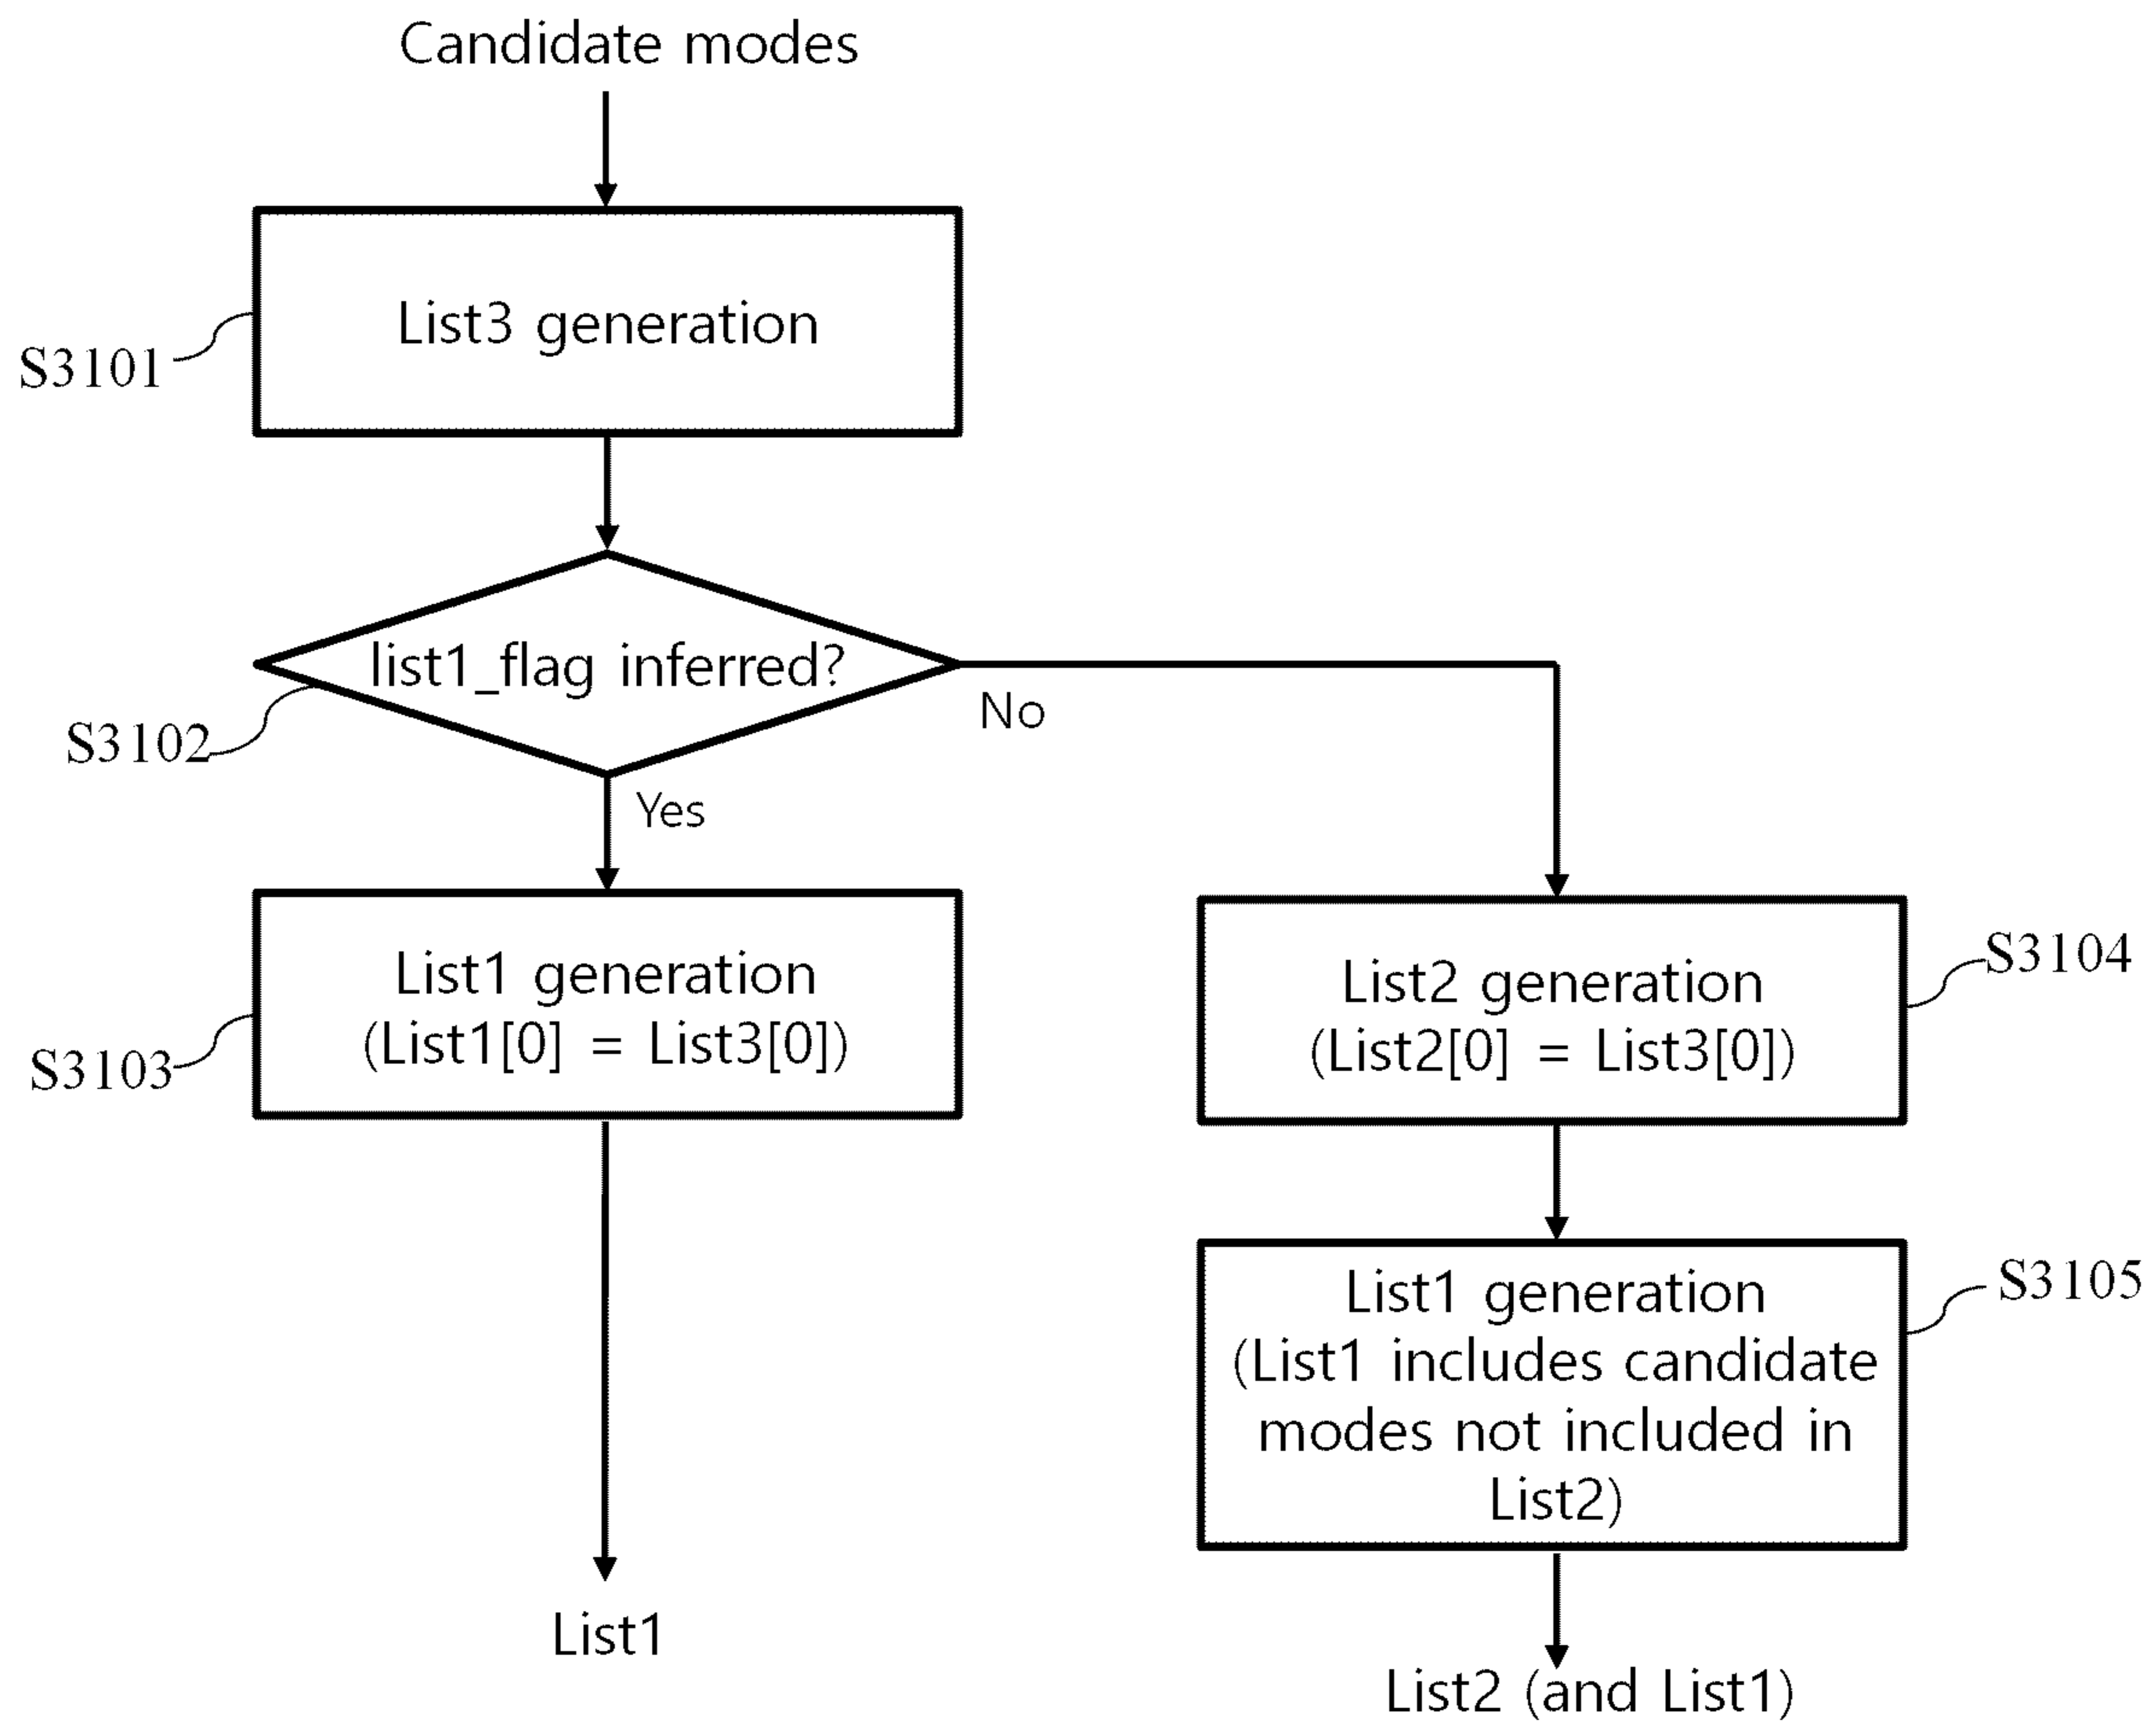 Candidate modes
List3 generation
S3101
list1_flag inferred?
No
S3102
Yes
List1 generation
(List1[0] = List3[0])
S3103
List2 generation
(List2[0] = List3[0])
S3104
List1 generation
(List1 includes candidate
modes not included in
List2)
S3105
List1
List2 (and List1)